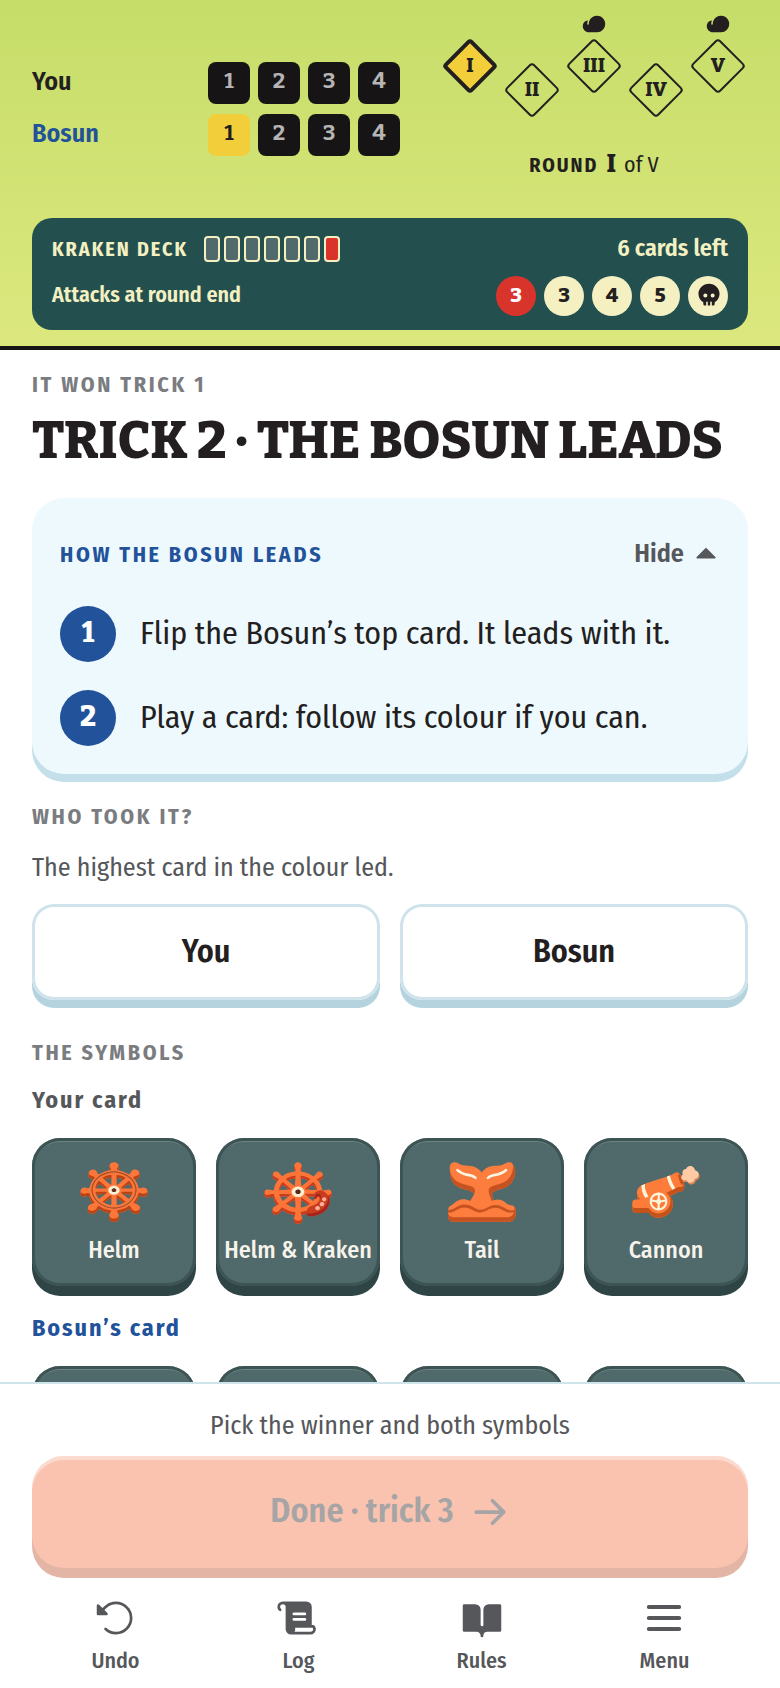 You 1 2 3 4
Bosun 1 2 3 4
I II III IV V
ROUND I of V
KRAKEN DECK 6 cards left
Attacks at round end 3 3 4 5
IT WON TRICK 1
TRICK 2 · THE BOSUN LEADS
HOW THE BOSUN LEADS Hide
1 Flip the Bosun’s top card. It leads with it.
2 Play a card: follow its colour if you can.
WHO TOOK IT?
The highest card in the colour led.
You Bosun
THE SYMBOLS
Your card
Helm Helm & Kraken Tail Cannon
Bosun’s card
Pick the winner and both symbols
Done · trick 3
Undo Log Rules Menu